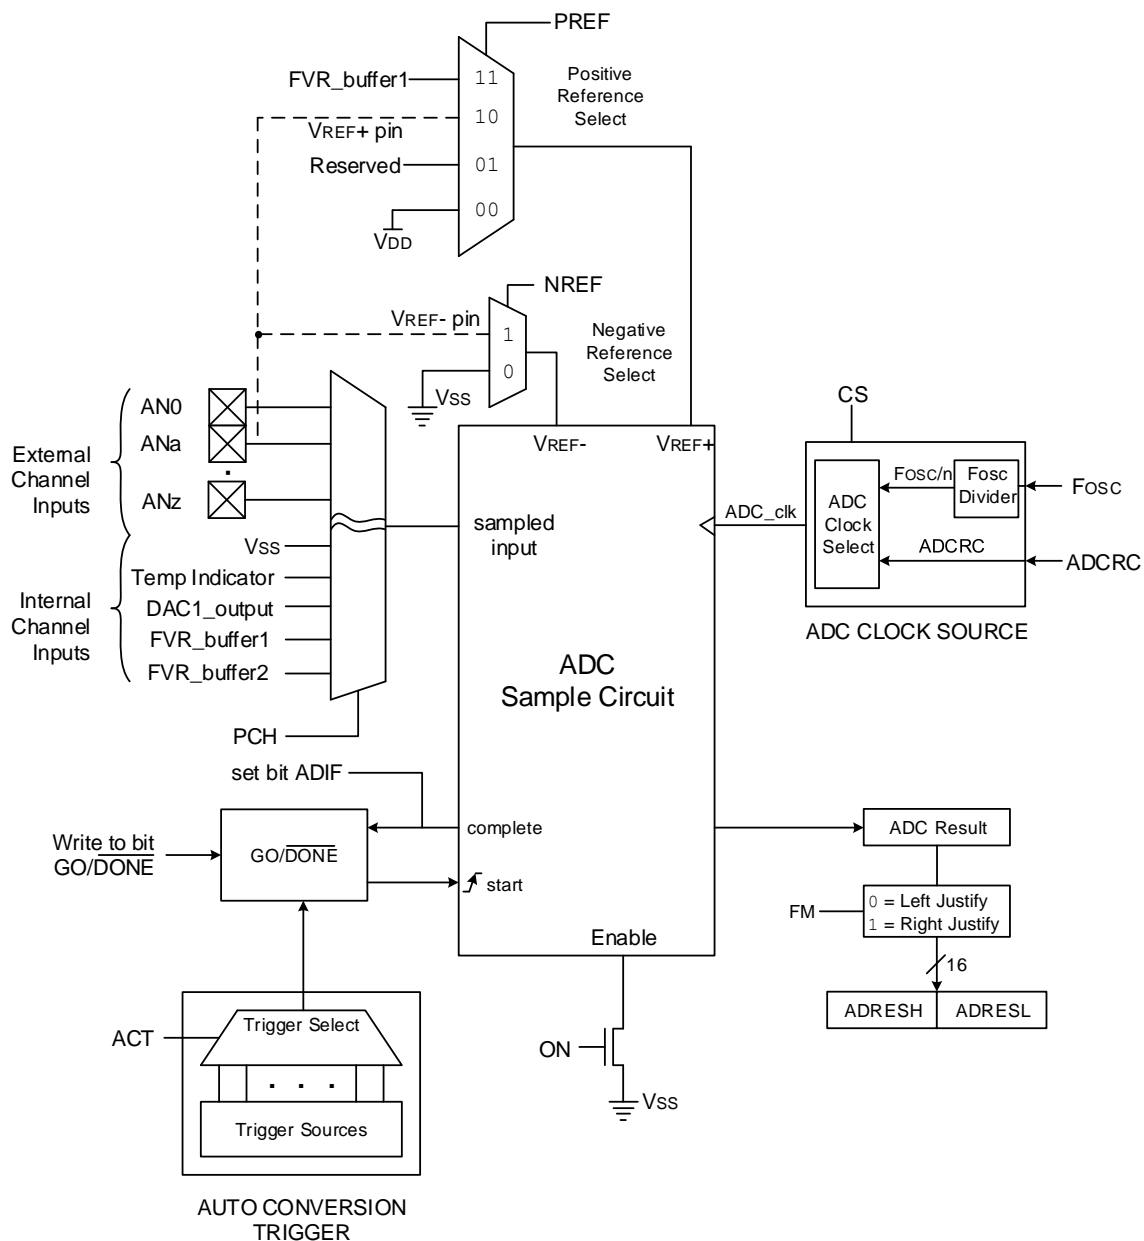 PREF
FVR_buffer1
11
Positive
Reference
Select
10
VREF+ pin
Reserved
01
00
VDD
NREF
VREF- pin
1
Negative
Reference
Select
0
VSS
External
Channel
Inputs
AN0
ANa
.
ANz
VREF-
VREF+
CS
ADC
Clock
Select
FOSC/n
Fosc
Divider
FOSC
ADC_clk
ADCRC
ADCRC
ADC CLOCK SOURCE
sampled
input
Internal
Channel
Inputs
VSS
Temp Indicator
DAC1_output
FVR_buffer1
FVR_buffer2
ADC
Sample Circuit
PCH
set bit ADIF
complete
Write to bit
GO/DONE
GO/DONE
start
ADC Result
FM
0 = Left Justify
1 = Right Justify
16
ADRESH
ADRESL
Enable
ON
VSS
ACT
Trigger Select
. . .
Trigger Sources
AUTO CONVERSION
TRIGGER